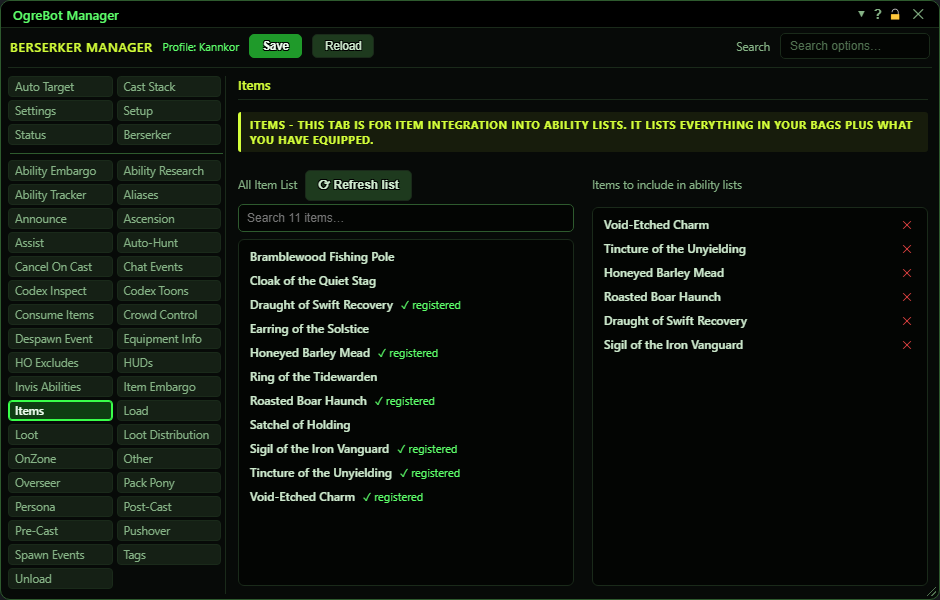 OgreBot Manager
▼ ? 🔓 ✕
BERSERKER MANAGER Profile: Kannkor Save Reload Search Search options...
Auto Target Cast Stack
Settings Setup
Status Berserker
Ability Embargo Ability Research
Ability Tracker Aliases
Announce Ascension
Assist Auto-Hunt
Cancel On Cast Chat Events
Codex Inspect Codex Toons
Consume Items Crowd Control
Despawn Event Equipment Info
HO Excludes HUDs
Invis Abilities Item Embargo
Items Load
Loot Loot Distribution
OnZone Other
Overseer Pack Pony
Persona Post-Cast
Pre-Cast Pushover
Spawn Events Tags
Unload
Items
ITEMS - THIS TAB IS FOR ITEM INTEGRATION INTO ABILITY LISTS. IT LISTS EVERYTHING IN YOUR BAGS PLUS WHAT
YOU HAVE EQUIPPED.
All Item List ⟳ Refresh list
Search 11 items...
Bramblewood Fishing Pole
Cloak of the Quiet Stag
Draught of Swift Recovery ✓ registered
Earring of the Solstice
Honeyed Barley Mead ✓ registered
Ring of the Tidewarden
Roasted Boar Haunch ✓ registered
Satchel of Holding
Sigil of the Iron Vanguard ✓ registered
Tincture of the Unyielding ✓ registered
Void-Etched Charm ✓ registered
Items to include in ability lists
Void-Etched Charm ✕
Tincture of the Unyielding ✕
Honeyed Barley Mead ✕
Roasted Boar Haunch ✕
Draught of Swift Recovery ✕
Sigil of the Iron Vanguard ✕